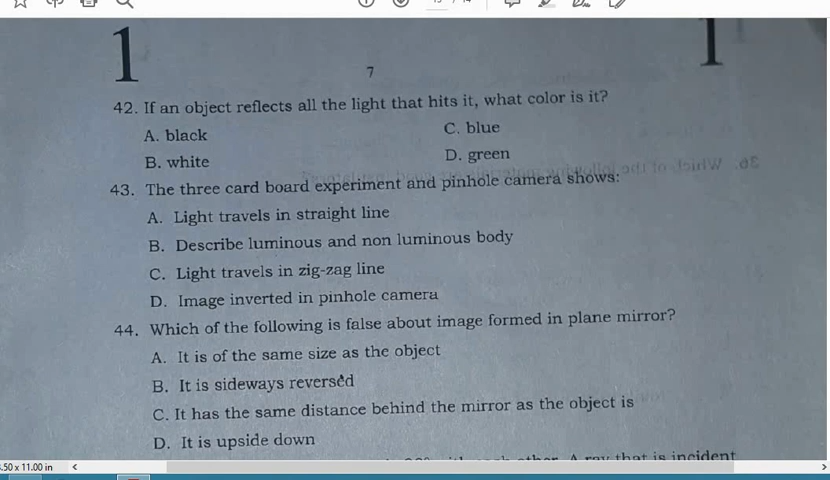 1
1
7
42. If an object reflects all the light that hits it, what color is it?
A. black
C. blue
B. white
D. green
43. The three card board experiment and pinhole camera shows:
A. Light travels in straight line
B. Describe luminous and non luminous body
C. Light travels in zig-zag line
D. Image inverted in pinhole camera
44. Which of the following is false about image formed in plane mirror?
A. It is of the same size as the object
B. It is sideways reversed
C. It has the same distance behind the mirror as the object is
D. It is upside down
other. A ray that is incident
.50 x 11.00 in